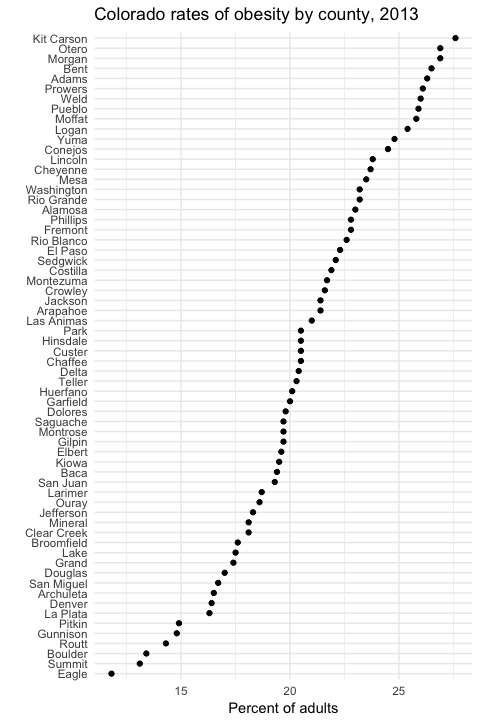 Colorado rates of obesity by county, 2013
Kit Carson
Otero
Morgan
Bent
Adams
Prowers
Weld
Pueblo
Moffat
Logan
Yuma
Conejos
Lincoln
Cheyenne
Mesa
Washington
Rio Grande
Alamosa
Phillips
Fremont
Rio Blanco
El Paso
Sedgwick
Costilla
Montezuma
Crowley
Jackson
Arapahoe
Las Animas
Park
Hinsdale
Custer
Chaffee
Delta
Teller
Huerfano
Garfield
Dolores
Saguache
Montrose
Gilpin
Elbert
Kiowa
Baca
San Juan
Larimer
Ouray
Jefferson
Mineral
Clear Creek
Broomfield
Lake
Grand
Douglas
San Miguel
Archuleta
Denver
La Plata
Pitkin
Gunnison
Routt
Boulder
Summit
Eagle
15 20 25
Percent of adults